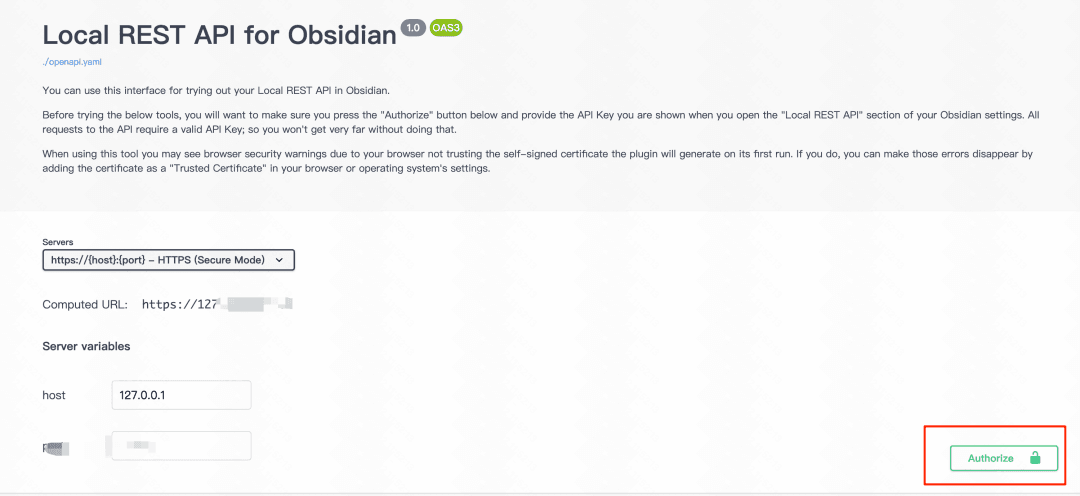 Local REST API for Obsidian 1.0 OAS3
./openapi.yaml
You can use this interface for trying out your Local REST API in Obsidian.
Before trying the below tools, you will want to make sure you press the "Authorize" button below and provide the API Key you are shown when you open the "Local REST API" section of your Obsidian settings. All
requests to the API require a valid API Key; so you won't get very far without doing that.
When using this tool you may see browser security warnings due to your browser not trusting the self-signed certificate the plugin will generate on its first run. If you do, you can make those errors disappear by
adding the certificate as a "Trusted Certificate" in your browser or operating system's settings.
Servers
https://{host}:{port} - HTTPS (Secure Mode)
Computed URL: https://127
Server variables
host 127.0.0.1
Authorize